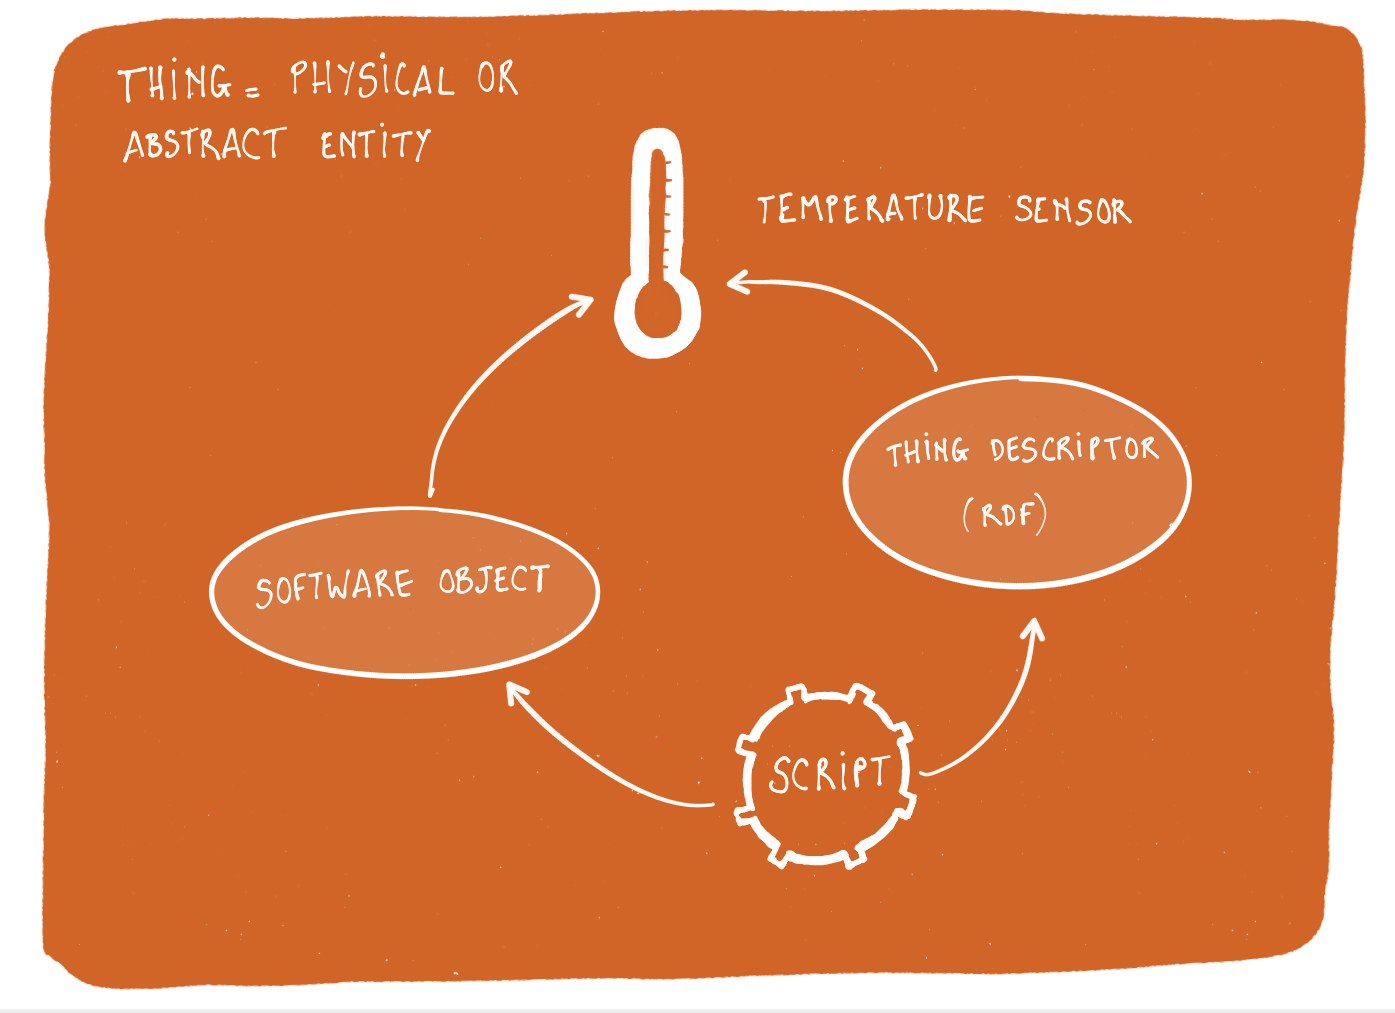 THING = PHYSICAL OR
ABSTRACT ENTITY
TEMPERATURE SENSOR
THING DESCRIPTOR
(RDF)
SOFTWARE OBJECT
SCRIPT